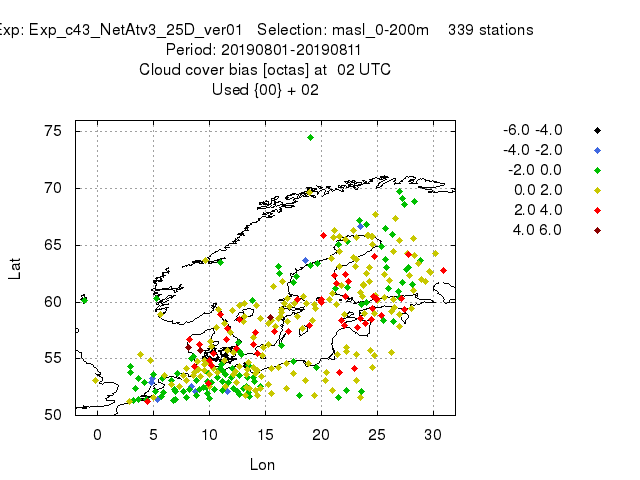 Exp: Exp_c43_NetAtv3_25D_ver01 Selection: masl_0-200m 339 stations
Period: 20190801-20190811
Cloud cover bias [octas] at 02 UTC
Used {00} + 02
-6.0 -4.0
-4.0 -2.0
-2.0 0.0
0.0 2.0
2.0 4.0
4.0 6.0
75
70
65
60
55
50
Lat
0 5 10 15 20 25 30
Lon